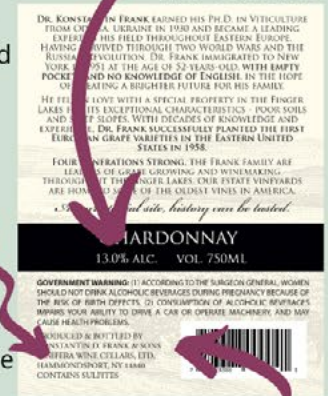 d
DR. KONSTANTIN FRANK EARNED HIS PH.D. IN VITICULTURE
FROM ODESSA, UKRAINE IN 1930 AND BECAME A LEADING
EXPERT IN HIS FIELD THROUGHOUT EASTERN EUROPE.
HAVING SURVIVED THROUGH TWO WORLD WARS AND THE
RUSSIAN REVOLUTION, DR. FRANK IMMIGRATED TO NEW
YORK IN 1951 AT THE AGE OF 52-YEARS-OLD, WITH EMPTY
POCKETS AND NO KNOWLEDGE OF ENGLISH, IN THE HOPE
OF CREATING A BRIGHTER FUTURE FOR HIS FAMILY.
HE FELL IN LOVE WITH A SPECIAL PROPERTY IN THE FINGER
LAKES ITS EXCEPTIONAL CHARACTERISTICS - POOR SOILS
AND STEEP SLOPES. WITH DECADES OF KNOWLEDGE AND
EXPERIENCE, DR. FRANK SUCCESSFULLY PLANTED THE FIRST
EUROPEAN GRAPE VARIETIES IN THE EASTERN UNITED
STATES IN 1958.
FOUR GENERATIONS STRONG, THE FRANK FAMILY ARE
LEADERS OF GRAPE GROWING AND WINEMAKING
THROUGHOUT THE FINGER LAKES. OUR ESTATE VINEYARDS
ARE HOME TO SOME OF THE OLDEST VINES IN AMERICA.
site, history can be tasted.
CHARDONNAY
13.0% ALC. VOL. 750ML
GOVERNMENT WARNING: (1) ACCORDING TO THE SURGEON GENERAL, WOMEN
SHOULD NOT DRINK ALCOHOLIC BEVERAGES DURING PREGNANCY BECAUSE OF
THE RISK OF BIRTH DEFECTS. (2) CONSUMPTION OF ALCOHOLIC BEVERAGES
IMPAIRS YOUR ABILITY TO DRIVE A CAR OR OPERATE MACHINERY, AND MAY
CAUSE HEALTH PROBLEMS.
PRODUCED & BOTTLED BY
KONSTANTIN D. FRANK & SONS
VINIFERA WINE CELLARS, LTD.
HAMMONDSPORT, NY 14840
CONTAINS SULFITES
e